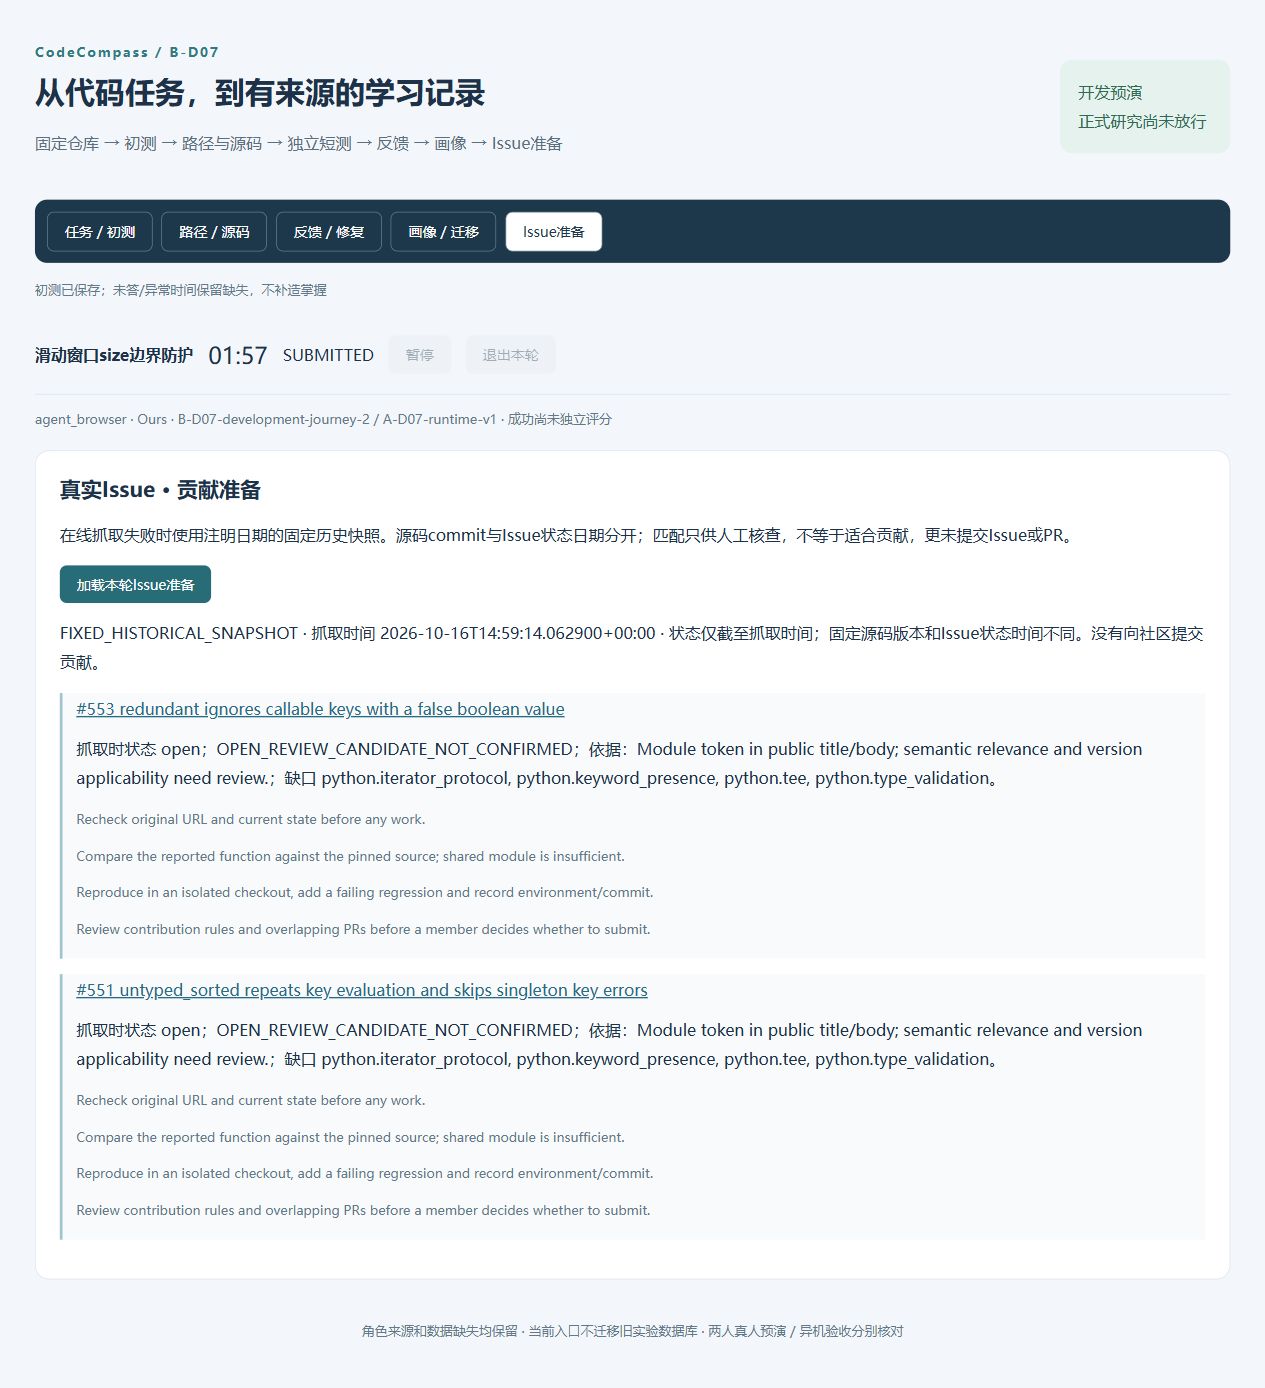 CodeCompass / B-D07
从代码任务，到有来源的学习记录
固定仓库 → 初测 → 路径与源码 → 独立短测 → 反馈 → 画像 → Issue准备
开发预演
正式研究尚未放行
任务 / 初测
路径 / 源码
反馈 / 修复
画像 / 迁移
Issue准备
初测已保存；未答/异常时间保留缺失，不补造掌握
滑动窗口size边界防护 01:57 SUBMITTED 暂停 退出本轮
agent_browser · Ours · B-D07-development-journey-2 / A-D07-runtime-v1 · 成功尚未独立评分
真实Issue • 贡献准备
在线抓取失败时使用注明日期的固定历史快照。源码commit与Issue状态日期分开；匹配只供人工核查，不等于适合贡献，更未提交Issue或PR。
加载本轮Issue准备
FIXED_HISTORICAL_SNAPSHOT · 抓取时间 2026-10-16T14:59:14.062900+00:00 · 状态仅截至抓取时间；固定源码版本和Issue状态时间不同。没有向社区提交
贡献。
#553 redundant ignores callable keys with a false boolean value
抓取时状态 open；OPEN_REVIEW_CANDIDATE_NOT_CONFIRMED；依据：Module token in public title/body; semantic relevance and version
applicability need review.；缺口 python.iterator_protocol, python.keyword_presence, python.tee, python.type_validation。
Recheck original URL and current state before any work.
Compare the reported function against the pinned source; shared module is insufficient.
Reproduce in an isolated checkout, add a failing regression and record environment/commit.
Review contribution rules and overlapping PRs before a member decides whether to submit.
#551 untyped_sorted repeats key evaluation and skips singleton key errors
抓取时状态 open；OPEN_REVIEW_CANDIDATE_NOT_CONFIRMED；依据：Module token in public title/body; semantic relevance and version
applicability need review.；缺口 python.iterator_protocol, python.keyword_presence, python.tee, python.type_validation。
Recheck original URL and current state before any work.
Compare the reported function against the pinned source; shared module is insufficient.
Reproduce in an isolated checkout, add a failing regression and record environment/commit.
Review contribution rules and overlapping PRs before a member decides whether to submit.
角色来源和数据缺失均保留 · 当前入口不迁移旧实验数据库 · 两人真人预演 / 异机验收分别核对